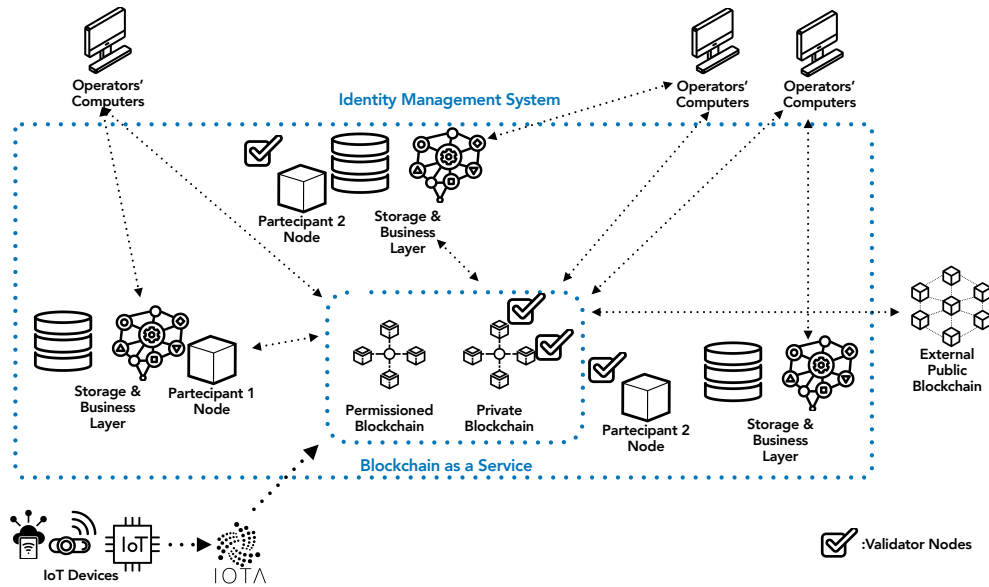 Operators'
Computers
Operators'
Computers
Operators'
Computers
Identity Management System
Partecipant 2
Node
Storage &
Business
Layer
Storage &
Business
Layer
Partecipant 1
Node
Permissioned
Blockchain
Private
Blockchain
Partecipant 2
Node
Storage &
Business
Layer
External
Public
Blockchain
Blockchain as a Service
IoT
IoT Devices
IOTA
:Validator Nodes